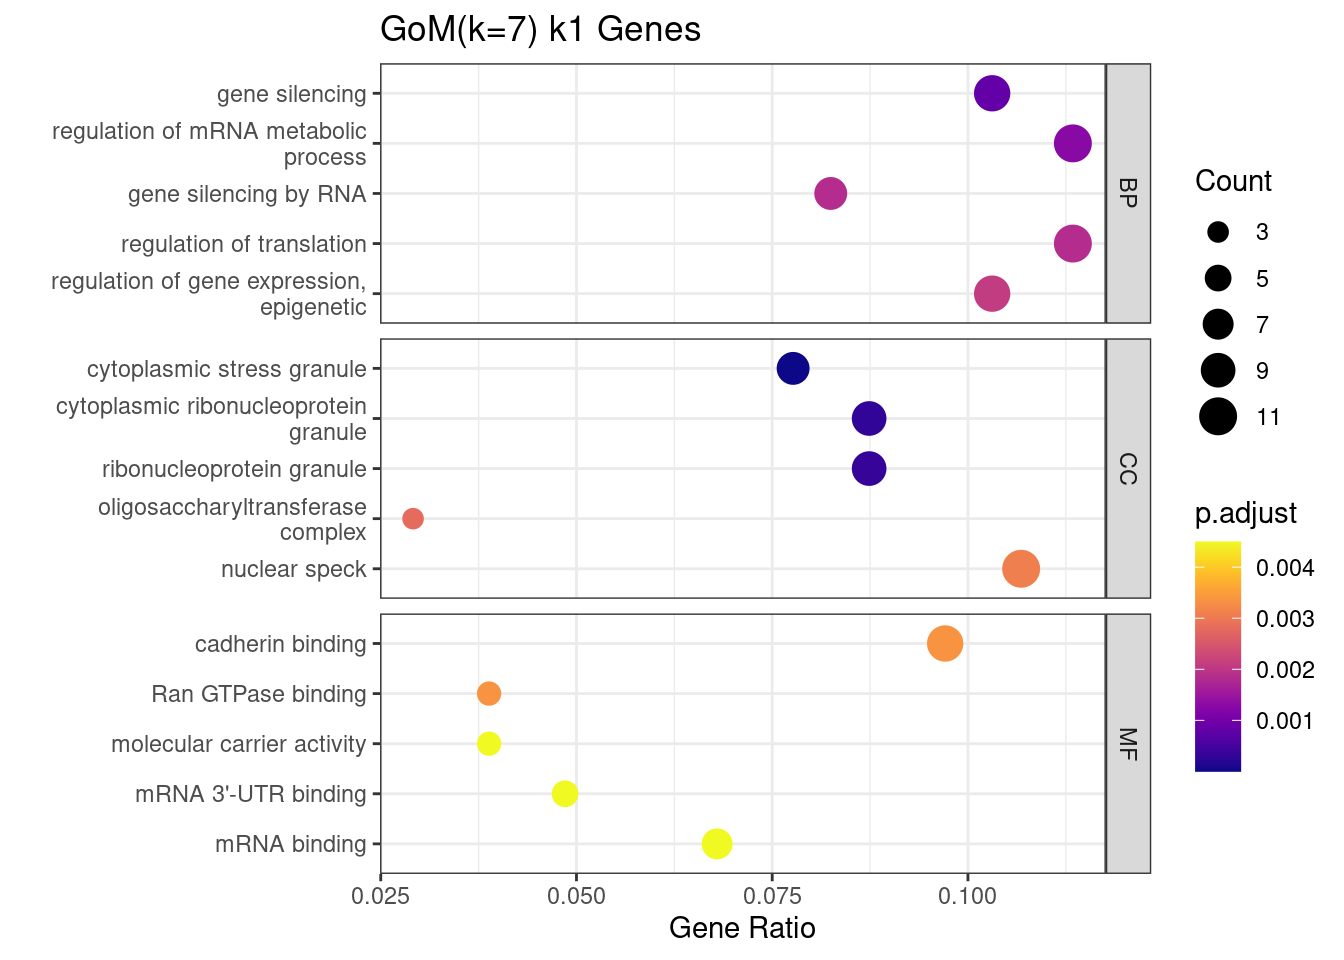 GoM(k=7) k1 Genes
gene silencing
regulation of mRNA metabolic
process
gene silencing by RNA
regulation of translation
regulation of gene expression,
epigenetic
BP
cytoplasmic stress granule
cytoplasmic ribonucleoprotein
granule
ribonucleoprotein granule
oligosaccharyltransferase
complex
nuclear speck
CC
cadherin binding
Ran GTPase binding
molecular carrier activity
mRNA 3'-UTR binding
mRNA binding
MF
0.025 0.050 0.075 0.100
Gene Ratio
Count
3
5
7
9
11
p.adjust
0.004
0.003
0.002
0.001